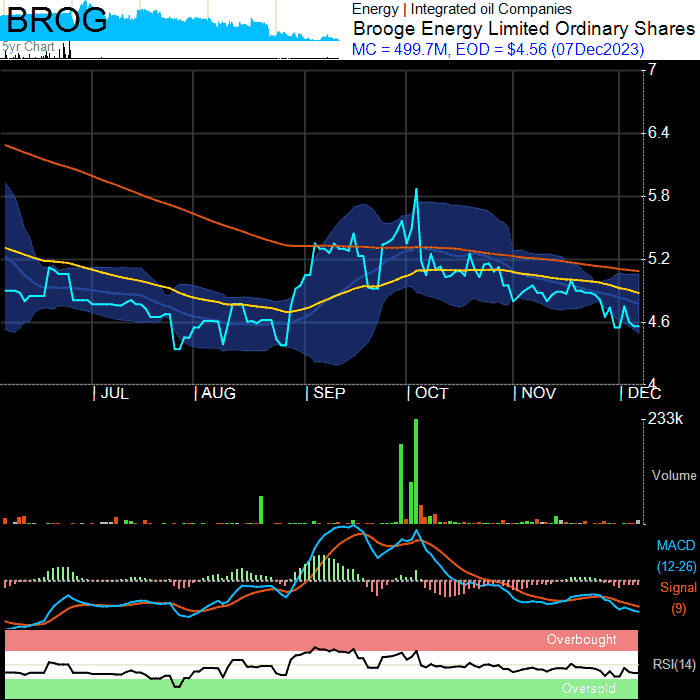 BROG
5yr Chart
Energy | Integrated oil Companies
Brooge Energy Limited Ordinary Shares
MC = 499.7M, EOD = $4.56 (07Dec2023)
7
6.4
5.8
5.2
4.6
4
| JUL | AUG | SEP | OCT | NOV | DEC
233k
Volume
MACD
(12-26)
Signal
(9)
Overbought
RSI(14)
Oversold